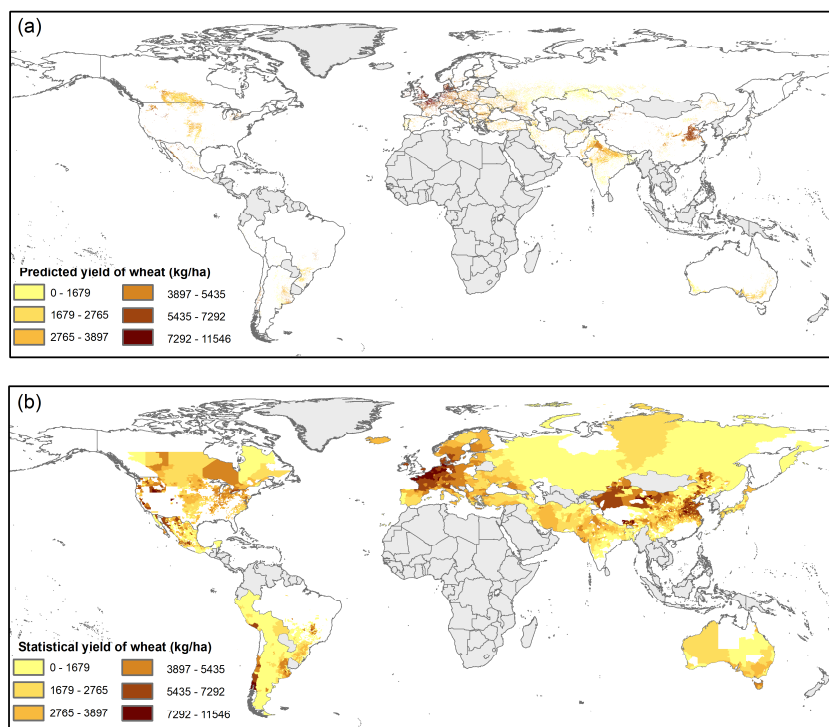 (a)
Predicted yield of wheat (kg/ha)
0 - 1679 3897 - 5435
1679 - 2765 5435 - 7292
2765 - 3897 7292 - 11546
(b)
Statistical yield of wheat (kg/ha)
0 - 1679 3897 - 5435
1679 - 2765 5435 - 7292
2765 - 3897 7292 - 11546